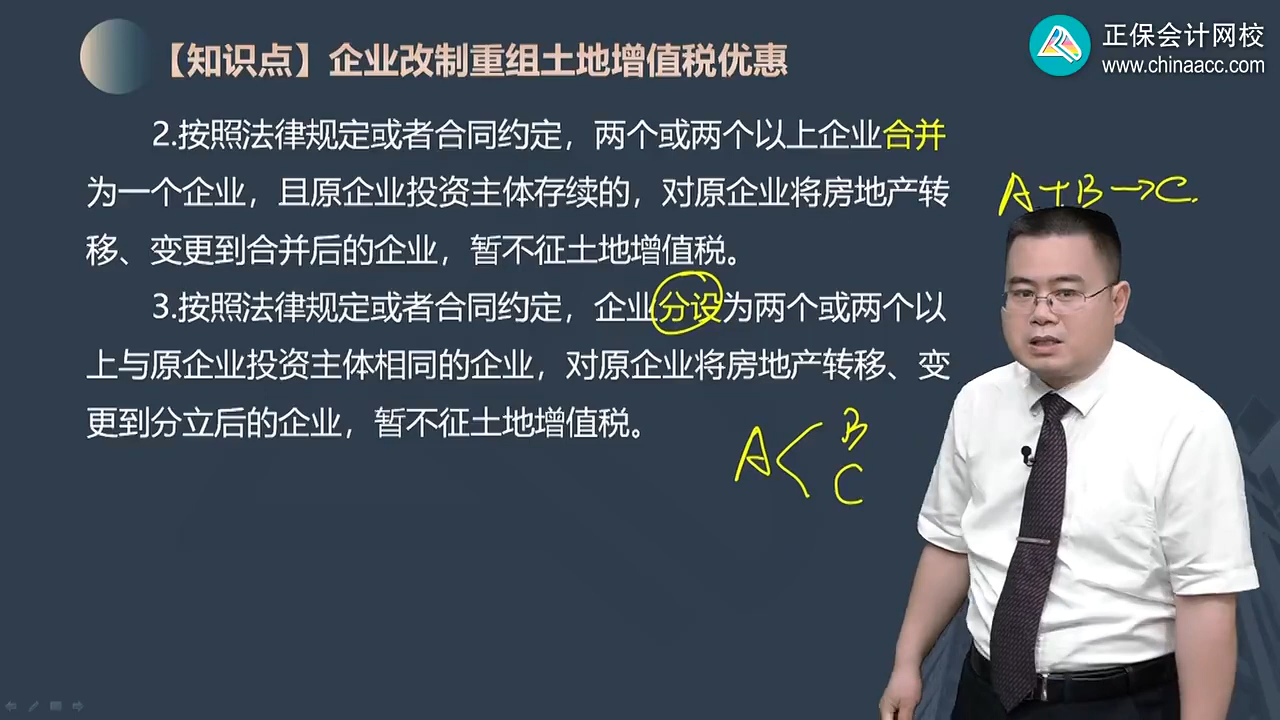 【知识点】企业改制重组土地增值税优惠
正保会计网校
www.chinaacc.com
2.按照法律规定或者合同约定，两个或两个以上企业合并
为一个企业，且原企业投资主体存续的，对原企业将房地产转
移、变更到合并后的企业，暂不征土地增值税。
A+B→C.
3.按照法律规定或者合同约定，企业分设为两个或两个以
上与原企业投资主体相同的企业，对原企业将房地产转移、变
更到分立后的企业，暂不征土地增值税。
A<
B
C